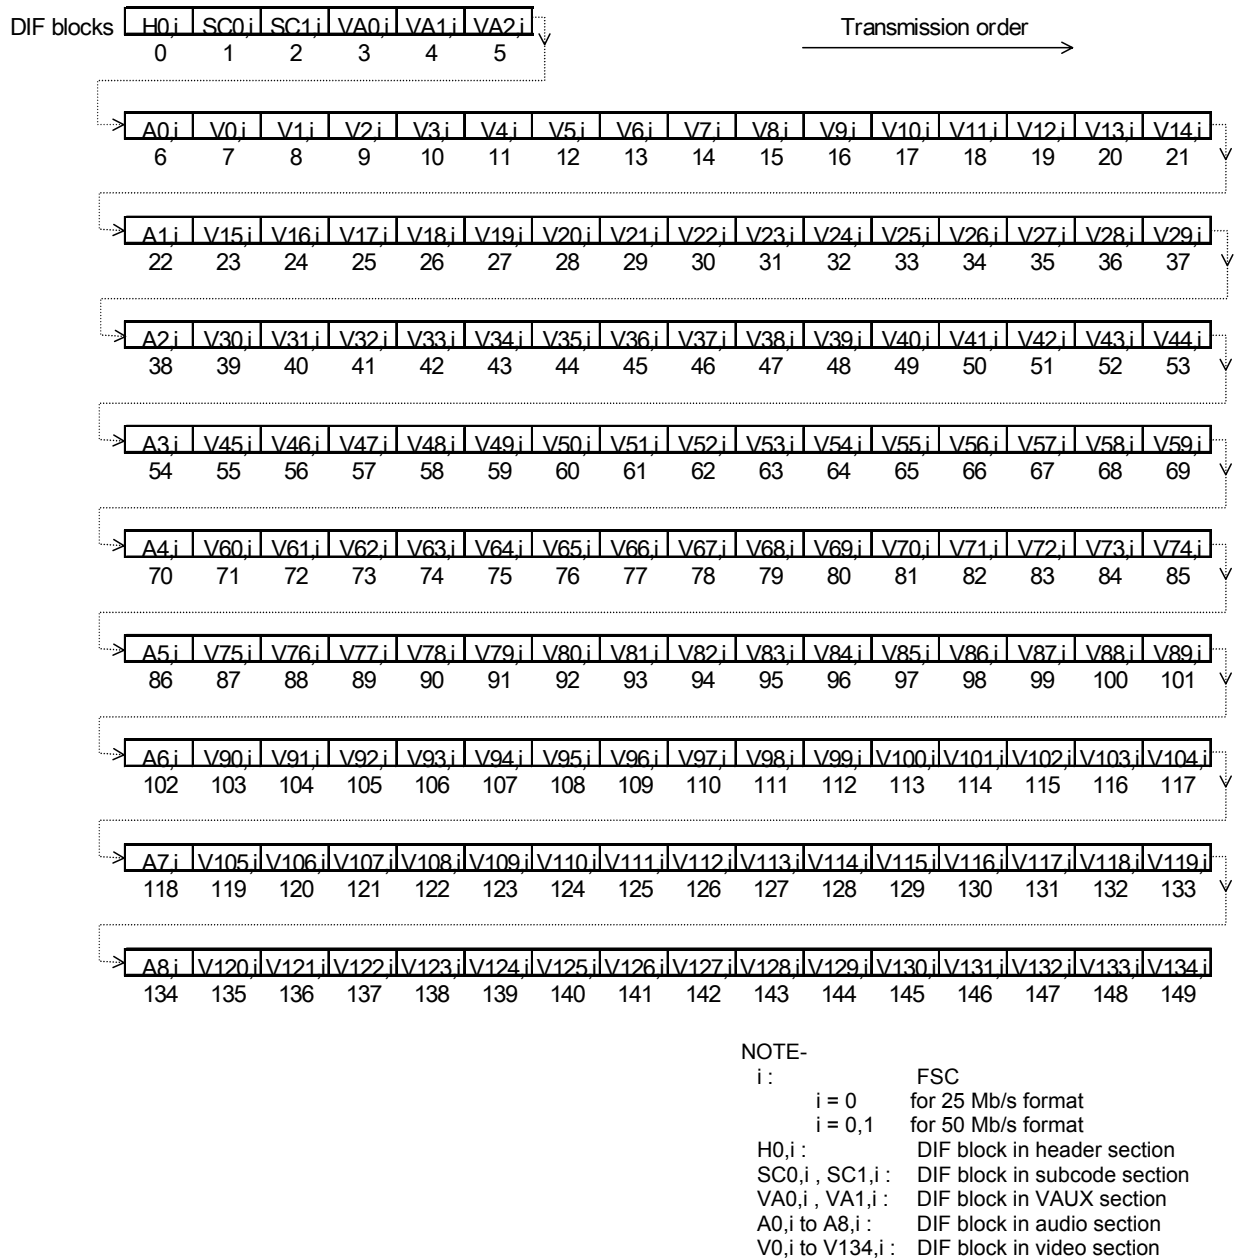 DIF blocks H0,i SC0,i SC1,i VA0,i VA1,i VA2,i Transmission order
0 1 2 3 4 5
A0,i V0,i V1,i V2,i V3,i V4,i V5,i V6,i V7,i V8,i V9,i V10,i V11,i V12,i V13,i V14,i
6 7 8 9 10 11 12 13 14 15 16 17 18 19 20 21
A1,i V15,i V16,i V17,i V18,i V19,i V20,i V21,i V22,i V23,i V24,i V25,i V26,i V27,i V28,i V29,i
22 23 24 25 26 27 28 29 30 31 32 33 34 35 36 37
A2,i V30,i V31,i V32,i V33,i V34,i V35,i V36,i V37,i V38,i V39,i V40,i V41,i V42,i V43,i V44,i
38 39 40 41 42 43 44 45 46 47 48 49 50 51 52 53
A3,i V45,i V46,i V47,i V48,i V49,i V50,i V51,i V52,i V53,i V54,i V55,i V56,i V57,i V58,i V59,i
54 55 56 57 58 59 60 61 62 63 64 65 66 67 68 69
A4,i V60,i V61,i V62,i V63,i V64,i V65,i V66,i V67,i V68,i V69,i V70,i V71,i V72,i V73,i V74,i
70 71 72 73 74 75 76 77 78 79 80 81 82 83 84 85
A5,i V75,i V76,i V77,i V78,i V79,i V80,i V81,i V82,i V83,i V84,i V85,i V86,i V87,i V88,i V89,i
86 87 88 89 90 91 92 93 94 95 96 97 98 99 100 101
A6,i V90,i V91,i V92,i V93,i V94,i V95,i V96,i V97,i V98,i V99,i V100,i V101,i V102,i V103,i V104,i
102 103 104 105 106 107 108 109 110 111 112 113 114 115 116 117
A7,i V105,i V106,i V107,i V108,i V109,i V110,i V111,i V112,i V113,i V114,i V115,i V116,i V117,i V118,i V119,i
118 119 120 121 122 123 124 125 126 127 128 129 130 131 132 133
A8,i V120,i V121,i V122,i V123,i V124,i V125,i V126,i V127,i V128,i V129,i V130,i V131,i V132,i V133,i V134,i
134 135 136 137 138 139 140 141 142 143 144 145 146 147 148 149
NOTE-
i : FSC
i = 0 for 25 Mb/s format
i = 0,1 for 50 Mb/s format
H0,i : DIF block in header section
SC0,i , SC1,i : DIF block in subcode section
VA0,i , VA1,i : DIF block in VAUX section
A0,i to A8,i : DIF block in audio section
V0,i to V134,i : DIF block in video section